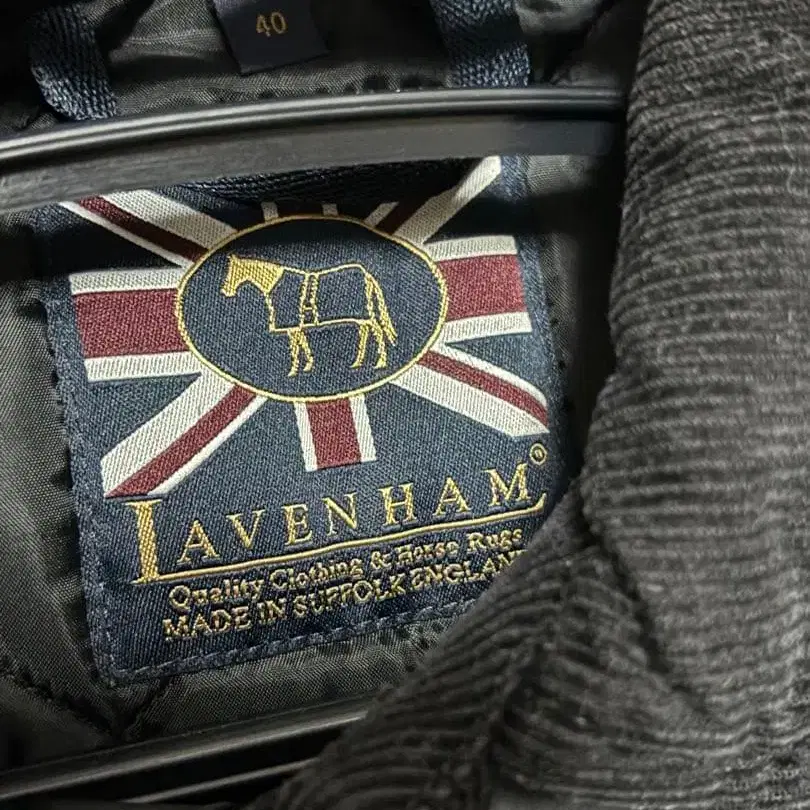 40
LAVENHAM®
Quality Clothing & Horse Rugs
MADE IN SUFFOLK ENGLAND